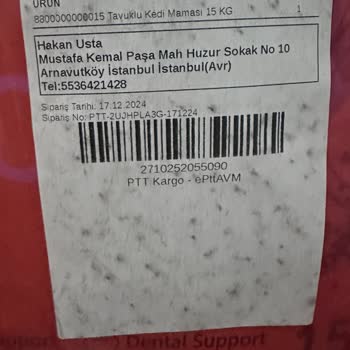 ÜRÜN
8800000000015 Tavuklu Kedi Maması 15 KG 1
Hakan Usta
Mustafa Kemal Paşa Mah Huzur Sokak No 10
Arnavutköy İstanbul İstanbul(Avr)
Tel:5536421428
Sipariş Tarihi: 17.12.2024
Sipariş No: PTT-2UJHPLA3G-171224
2710252055090
PTT Kargo - ePttAVM
Dental Support